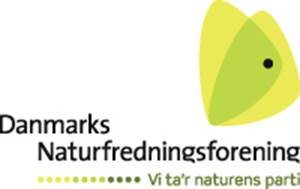 Danmarks
Naturfredningsforening
Vi ta'r naturens parti